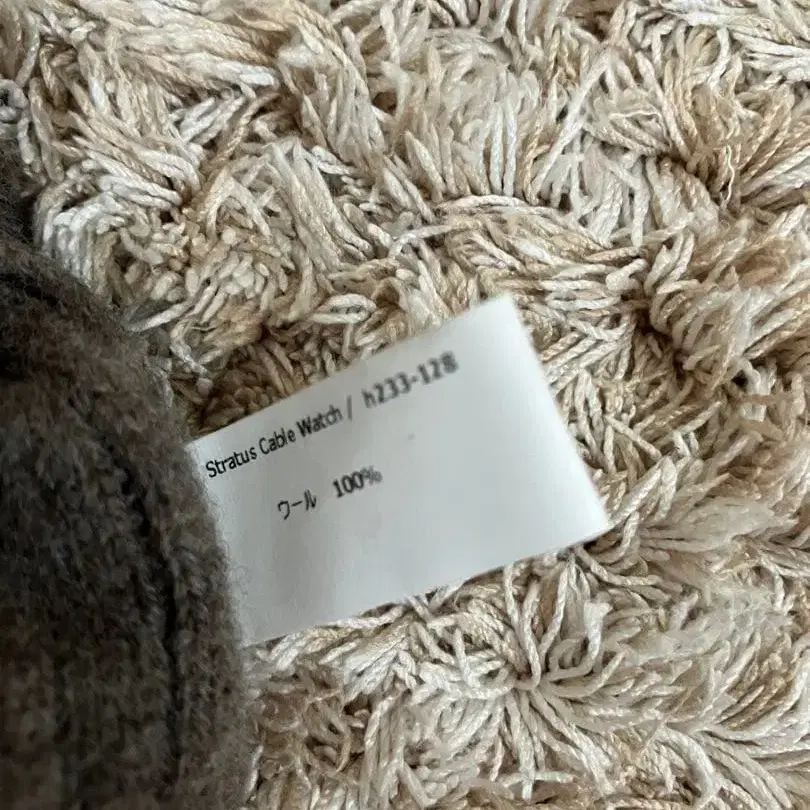 Stratus Cable Watch / h233-128
ウール 100%